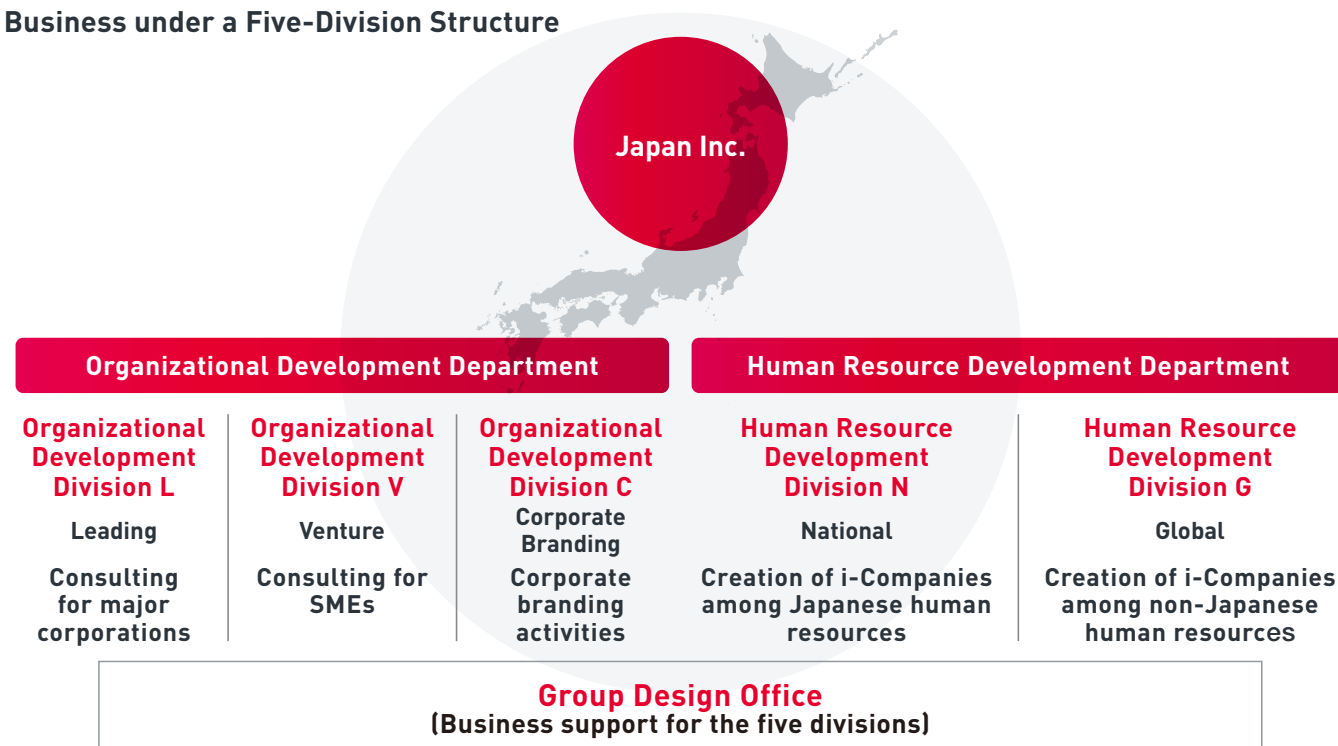 Business under a Five-Division Structure
Japan Inc.
Organizational Development Department
Human Resource Development Department
Organizational
Development
Division L
Leading
Consulting
for major
corporations
Organizational
Development
Division V
Venture
Consulting for
SMEs
Organizational
Development
Division C
Corporate
Branding
Corporate
branding
activities
Human Resource
Development
Division N
National
Creation of i-Companies
among Japanese human
resources
Human Resource
Development
Division G
Global
Creation of i-Companies
among non-Japanese
human resources
Group Design Office
(Business support for the five divisions)